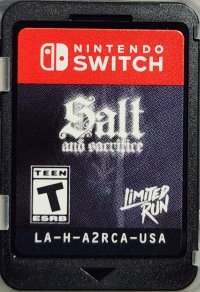 NINTENDO
SWITCH
Salt
and sacrifice
TEEN
T
ESRB
LIMITED
RUN
LA-H-A2RCA-USA